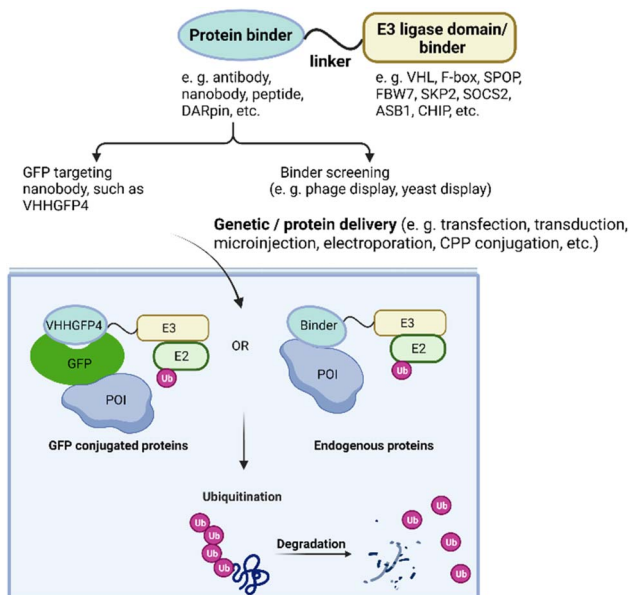 Protein binder
E3 ligase domain/
binder
linker
e. g. antibody,
nanobody, peptide,
DARpin, etc.
e. g. VHL, F-box, SPOP,
FBW7, SKP2, SOCS2,
ASB1, CHIP, etc.
GFP targeting
nanobody, such as
VHHGFP4
Binder screening
(e. g. phage display, yeast display)
Genetic / protein delivery (e. g. transfection, transduction,
microinjection, electroporation, CPP conjugation, etc.)
VHHGFP4
E3
GFP
E2
Ub
POI
GFP conjugated proteins
OR
Binder
E3
POI
E2
Ub
Endogenous proteins
Ubiquitination
Ub
Ub
Ub
Ub
Degradation
Ub
Ub
Ub
Ub